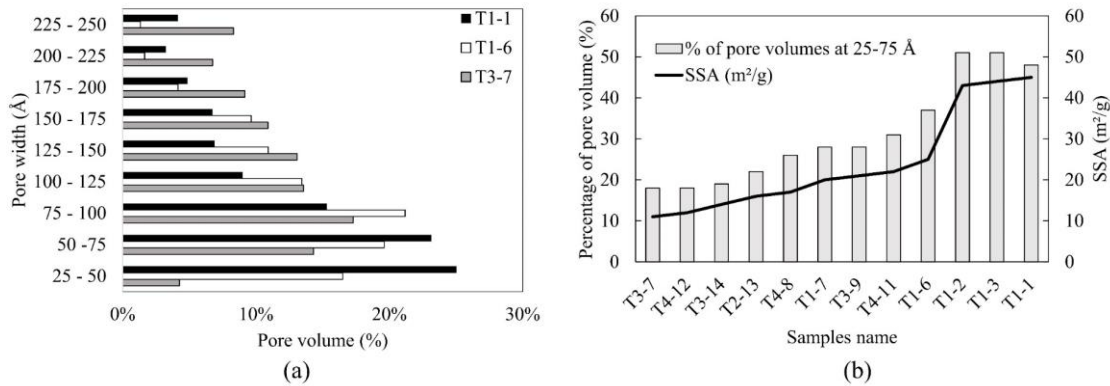 225 - 250
200 - 225
175 - 200
150 - 175
125 - 150
100 - 125
75 - 100
50 -75
25 - 50
Pore width (Å)
0%
10%
20%
30%
Pore volume (%)
T1-1
T1-6
T3-7
(a)
60
50
40
30
20
10
0
Percentage of pore volume (%)
% of pore volumes at 25-75 Å
SSA (m²/g)
60
50
40
30
20
10
0
SSA (m²/g)
T3-7
T4-12
T3-14
T2-13
T4-8
T1-7
T3-9
T4-11
T1-6
T1-2
T1-3
T1-1
Samples name
(b)